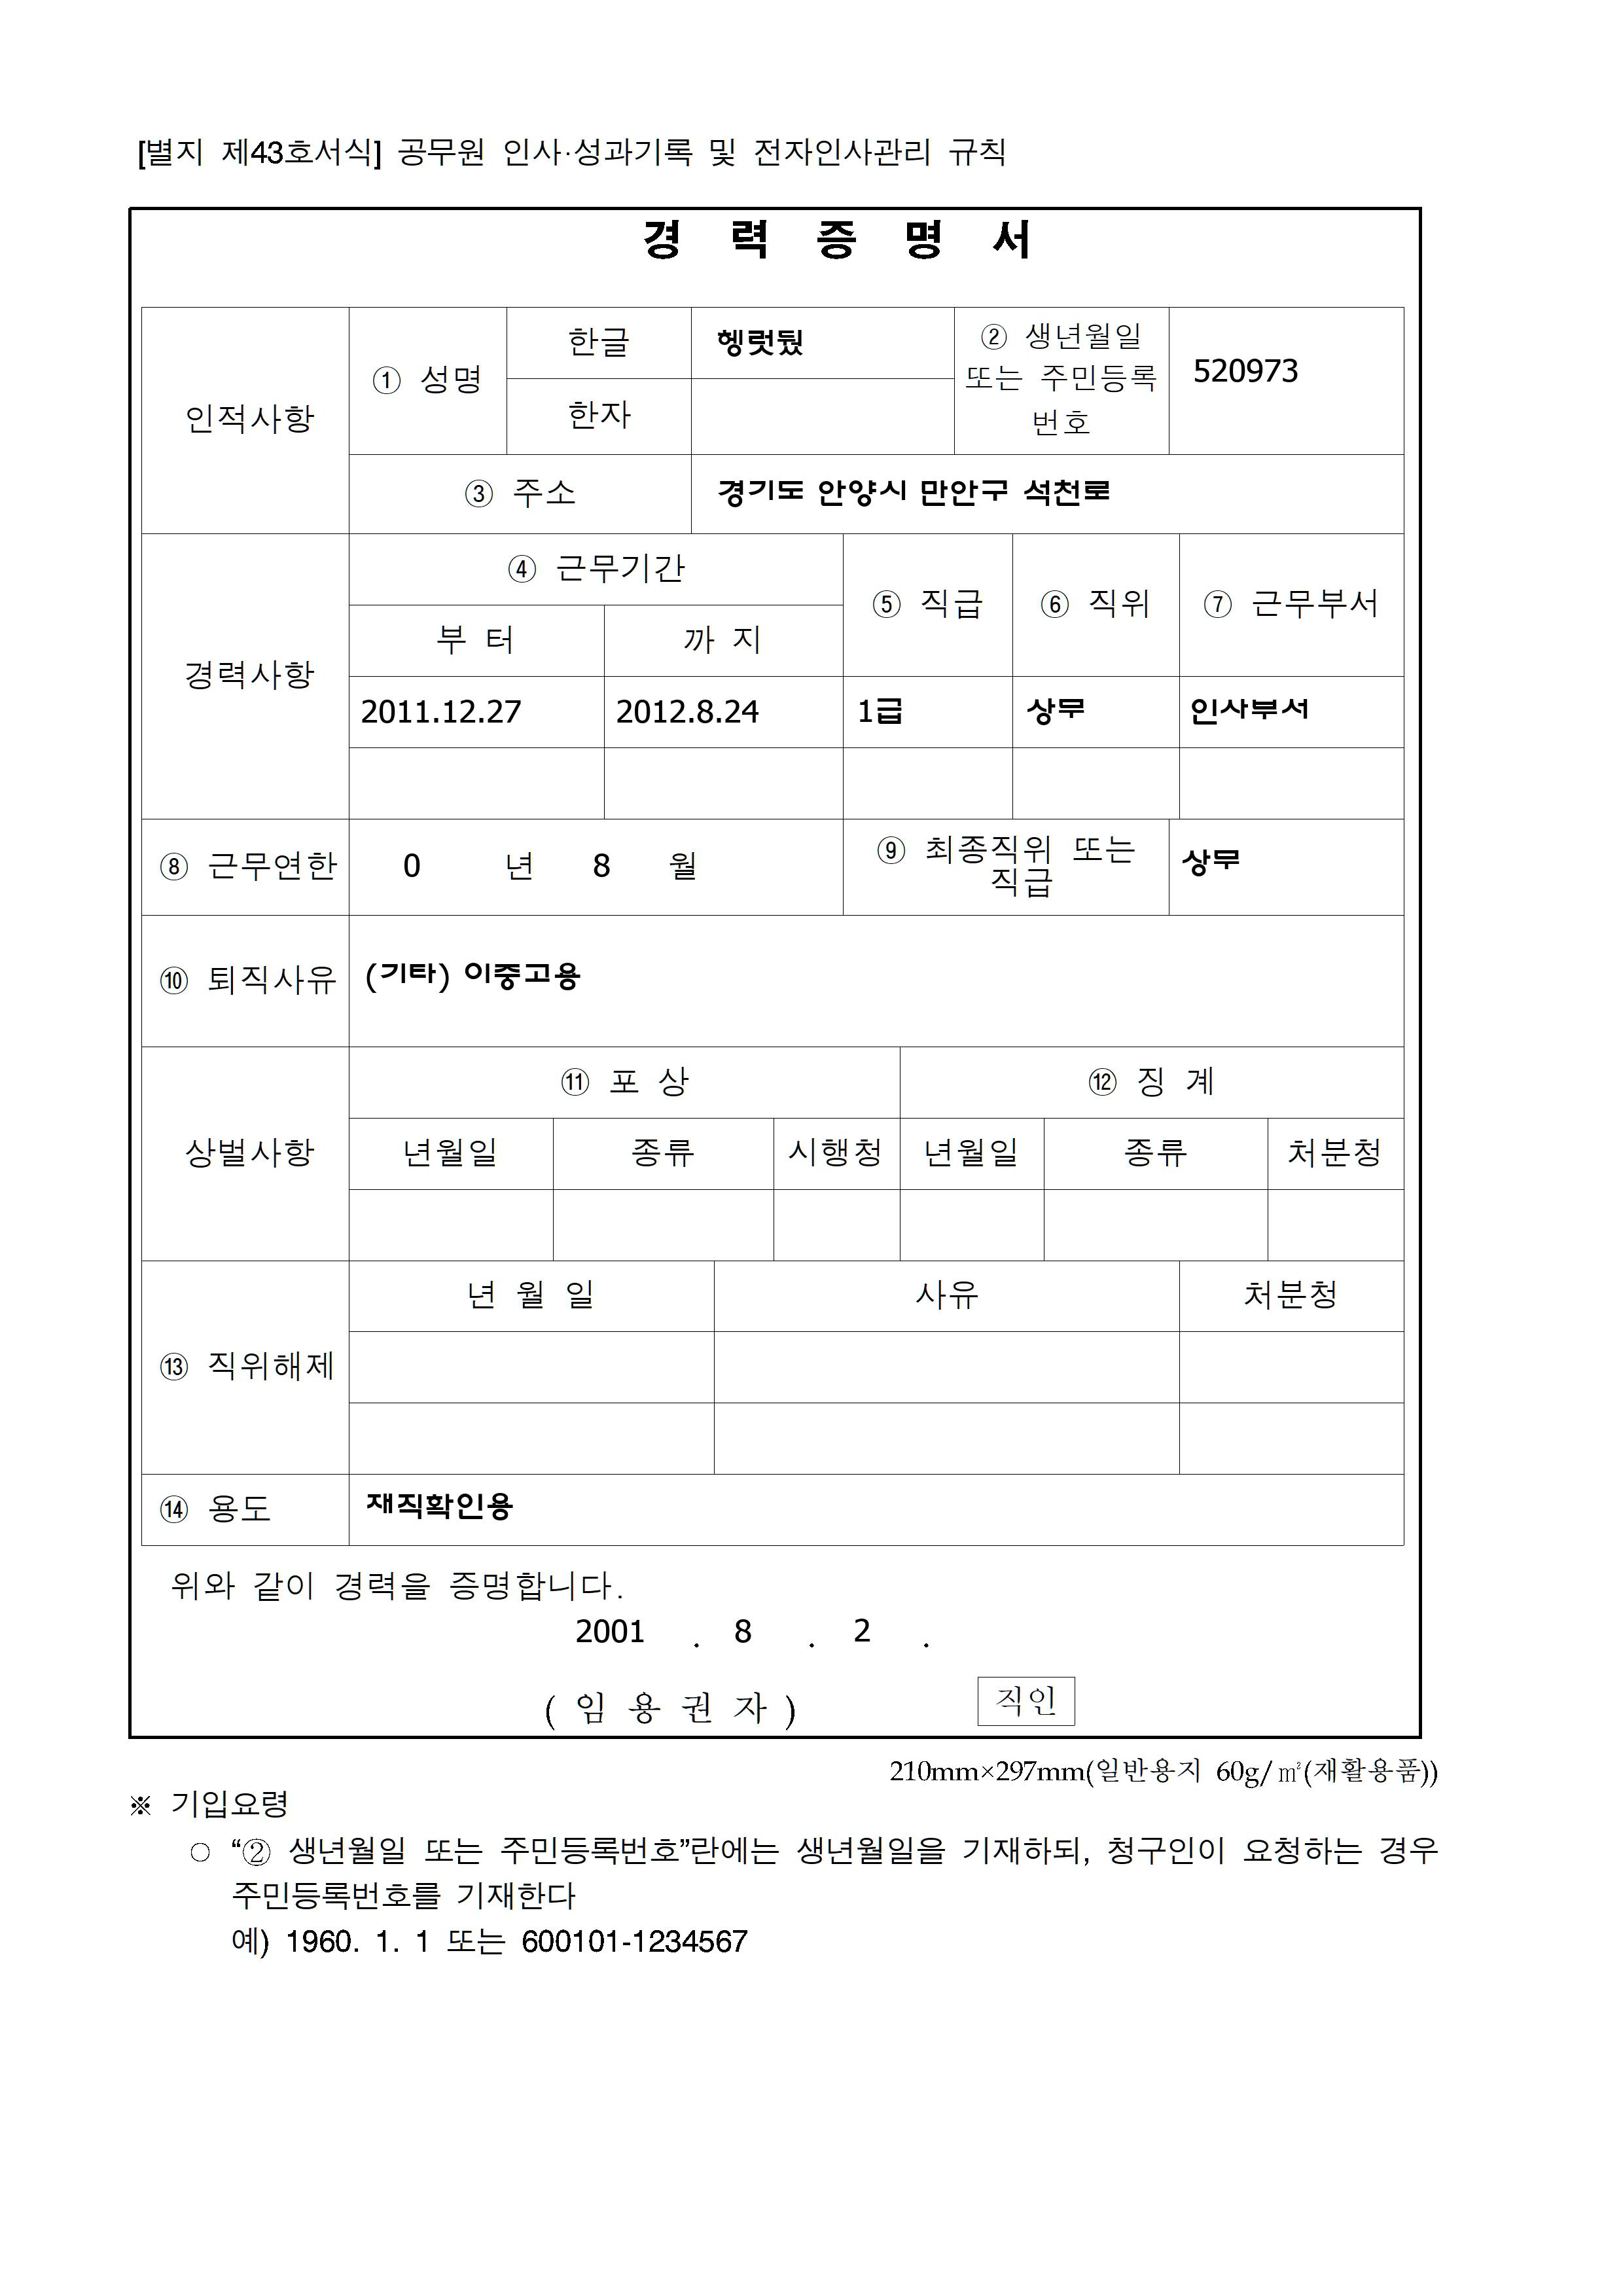 [별지 제43호서식] 공무원 인사·성과기록 및 전자인사관리 규칙
경 력 증 명 서
인적사항
① 성명
한글
헹럿뒀
② 생년월일
또는 주민등록
번호
520973
한자
③ 주소
경기도 안양시 만안구 석천로
경력사항
④ 근무기간
⑤ 직급
⑥ 직위
⑦ 근무부서
부 터
까 지
2011.12.27
2012.8.24
1급
상무
인사부서
⑧ 근무연한
0 년 8 월
⑨ 최종직위 또는
직급
상무
⑩ 퇴직사유
(기타) 이중고용
상벌사항
⑪ 포 상
⑫ 징 계
년월일
종류
시행청
년월일
종류
처분청
⑬ 직위해제
년 월 일
사유
처분청
⑭ 용도
재직확인용
위와 같이 경력을 증명합니다.
2001 . 8 . 2 .
( 임 용 권 자 )
직인
210mm×297mm(일반용지 60g/㎡(재활용품))
※ 기입요령
○ “② 생년월일 또는 주민등록번호”란에는 생년월일을 기재하되, 청구인이 요청하는 경우
주민등록번호를 기재한다
예) 1960. 1. 1 또는 600101-1234567